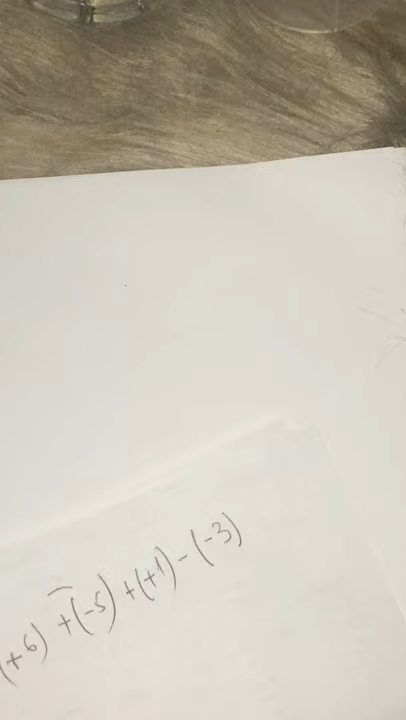 (+6) + (-5) + (+1) - (-3)